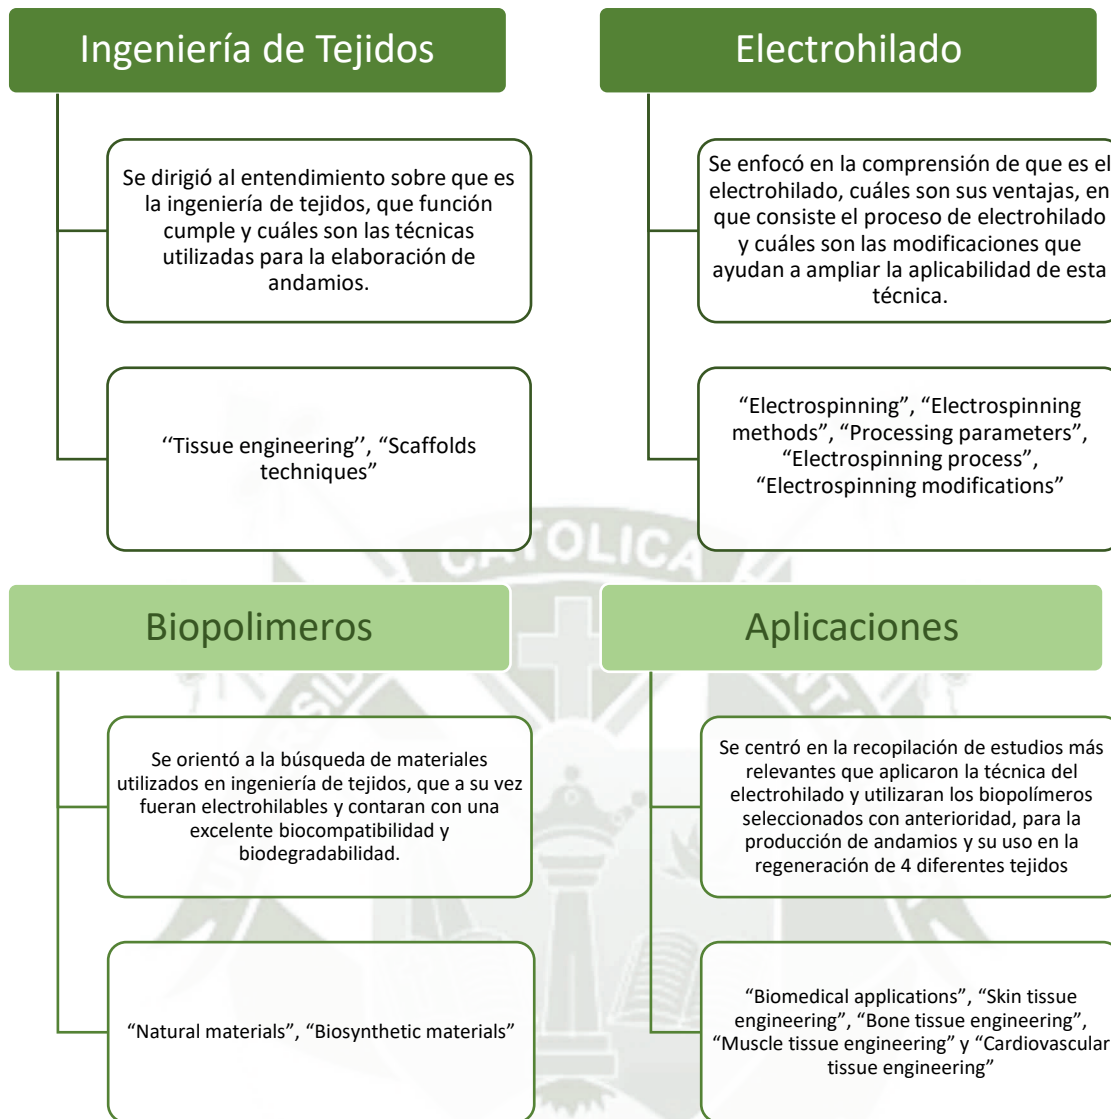 Ingeniería de Tejidos
Se dirigió al entendimiento sobre que es
la ingeniería de tejidos, que función
cumple y cuáles son las técnicas
utilizadas para la elaboración de
andamios.
‘‘Tissue engineering’’, “Scaffolds
techniques”
Electrohilado
Se enfocó en la comprensión de que es el
electrohilado, cuáles son sus ventajas, en
que consiste el proceso de electrohilado
y cuáles son las modificaciones que
ayudan a ampliar la aplicabilidad de esta
técnica.
“Electrospinning”, “Electrospinning
methods”, “Processing parameters”,
“Electrospinning process”,
“Electrospinning modifications”
Biopolimeros
Se orientó a la búsqueda de materiales
utilizados en ingeniería de tejidos, que a su vez
fueran electrohilables y contaran con una
excelente biocompatibilidad y
biodegradabilidad.
“Natural materials”, “Biosynthetic materials”
Aplicaciones
Se centró en la recopilación de estudios más
relevantes que aplicaron la técnica del
electrohilado y utilizaran los biopolímeros
seleccionados con anterioridad, para la
producción de andamios y su uso en la
regeneración de 4 diferentes tejidos
“Biomedical applications”, “Skin tissue
engineering”, “Bone tissue engineering”,
“Muscle tissue engineering” y “Cardiovascular
tissue engineering”
CATOLICA